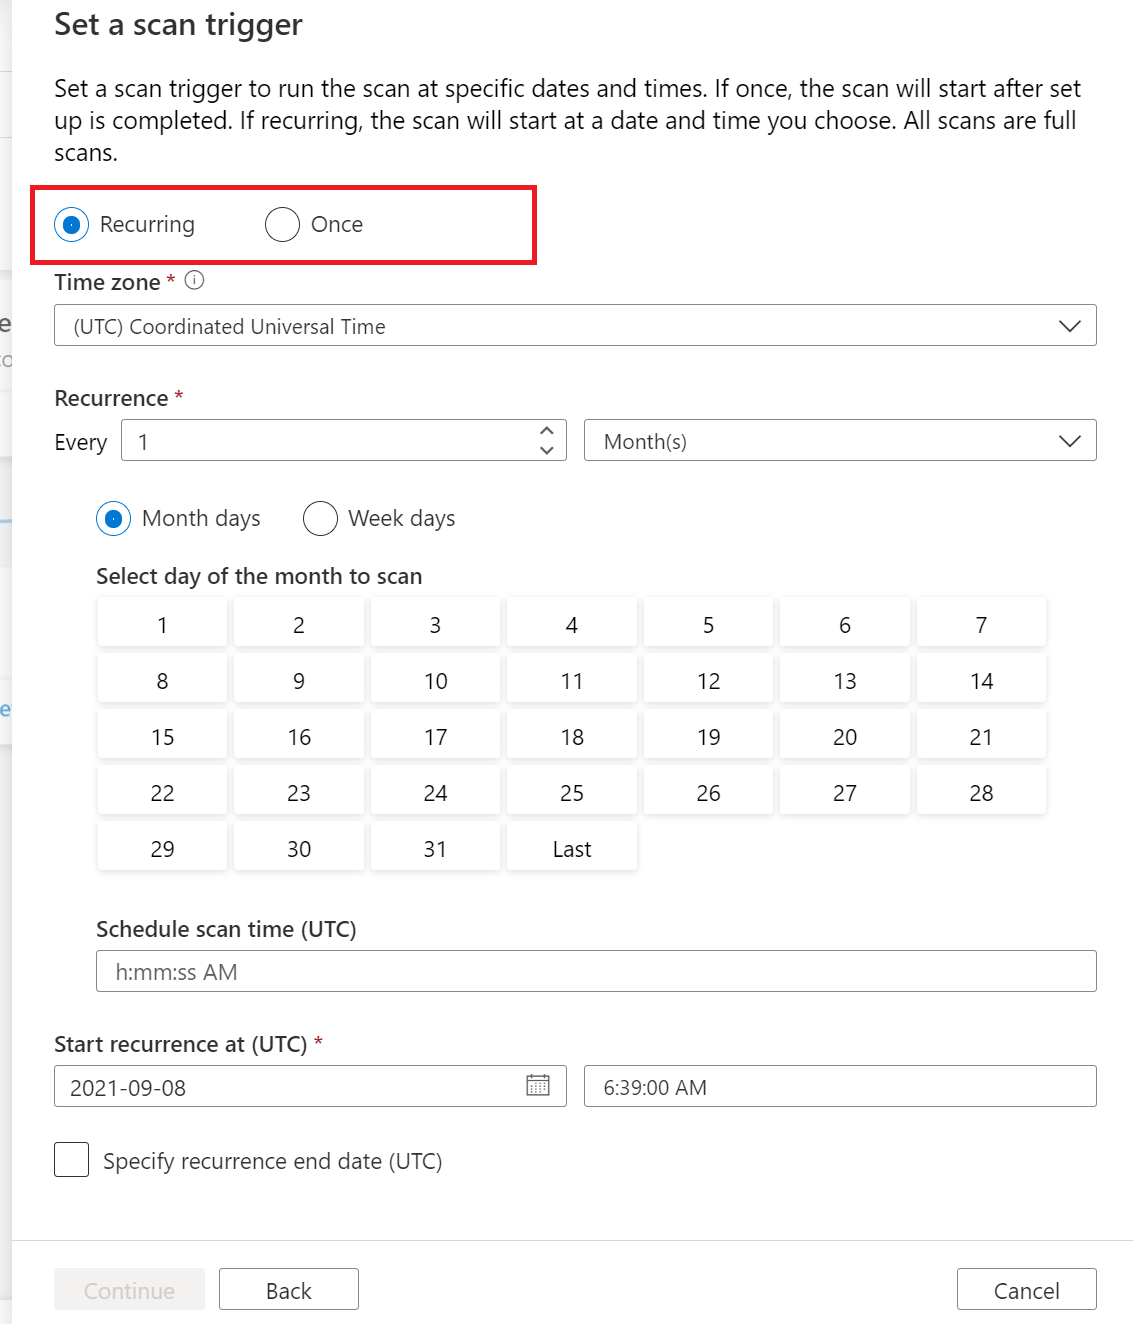 Set a scan trigger
Set a scan trigger to run the scan at specific dates and times. If once, the scan will start after set
up is completed. If recurring, the scan will start at a date and time you choose. All scans are full
scans.
Recurring Once
Time zone *
(UTC) Coordinated Universal Time
Recurrence *
Every 1 Month(s)
Month days Week days
Select day of the month to scan
1 2 3 4 5 6 7
8 9 10 11 12 13 14
15 16 17 18 19 20 21
22 23 24 25 26 27 28
29 30 31 Last
Schedule scan time (UTC)
h:mm:ss AM
Start recurrence at (UTC) *
2021-09-08 6:39:00 AM
Specify recurrence end date (UTC)
Continue Back Cancel